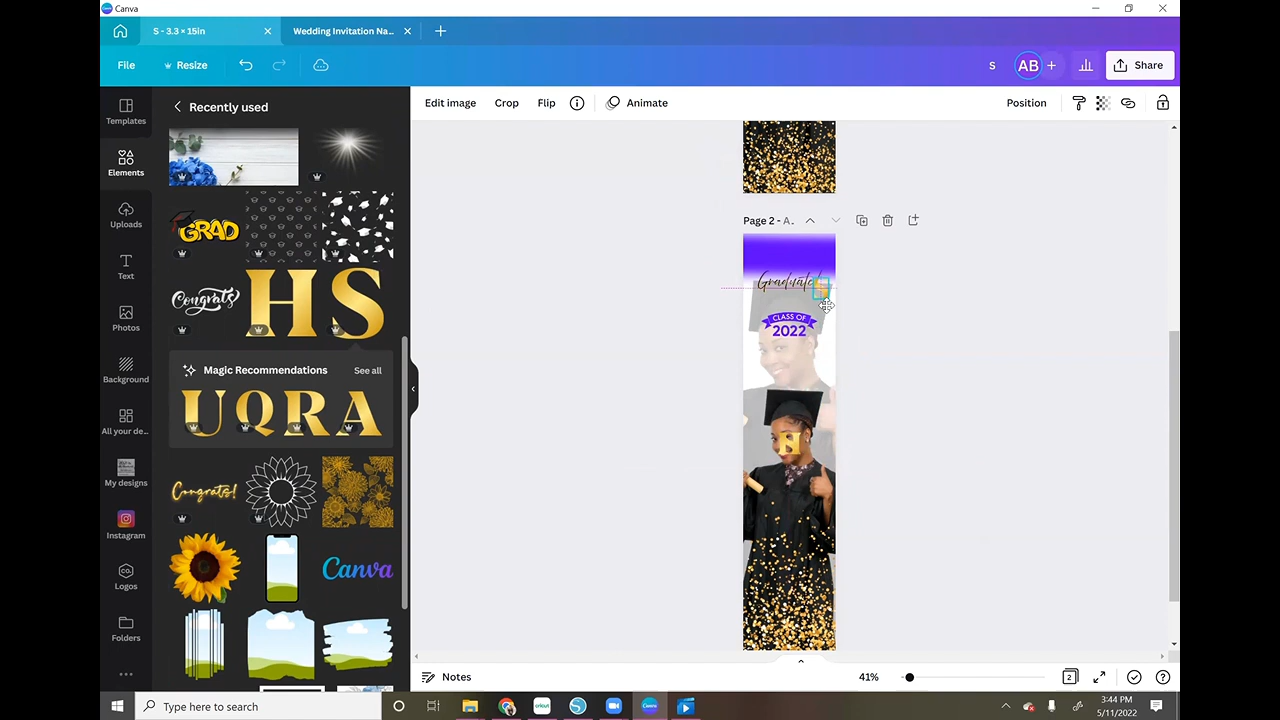 Canva
S - 3.3 × 15in
Wedding Invitation Na...
File
Resize
S
AB
Share
Templates
Elements
Uploads
Text
Photos
Background
All your de...
My designs
Instagram
Logos
Folders
Recently used
GRAD
Congrats
H S
Magic Recommendations
See all
U Q R A
Congrats!
Canva
Edit image
Crop
Flip
Animate
Position
Page 2 - A..
Graduate
CLASS OF
2022
H
Notes
41%
2
Type here to search
3:44 PM
5/11/2022